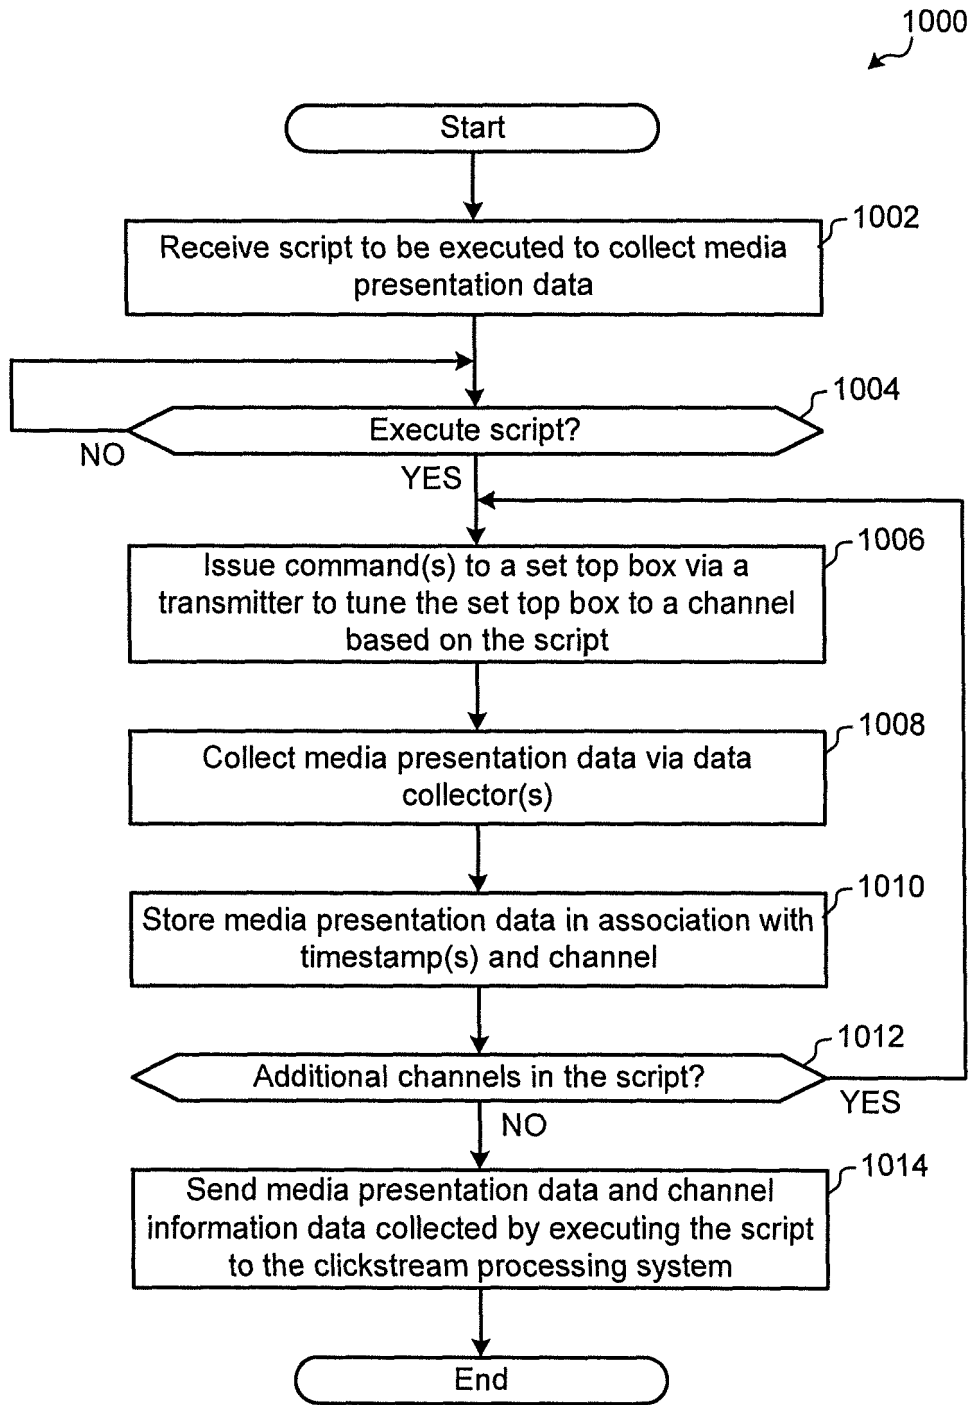 1000
Start
1002
Receive script to be executed to collect media
presentation data
1004
Execute script?
NO
YES
1006
Issue command(s) to a set top box via a
transmitter to tune the set top box to a channel
based on the script
1008
Collect media presentation data via data
collector(s)
1010
Store media presentation data in association with
timestamp(s) and channel
1012
Additional channels in the script?
YES
NO
1014
Send media presentation data and channel
information data collected by executing the script
to the clickstream processing system
End